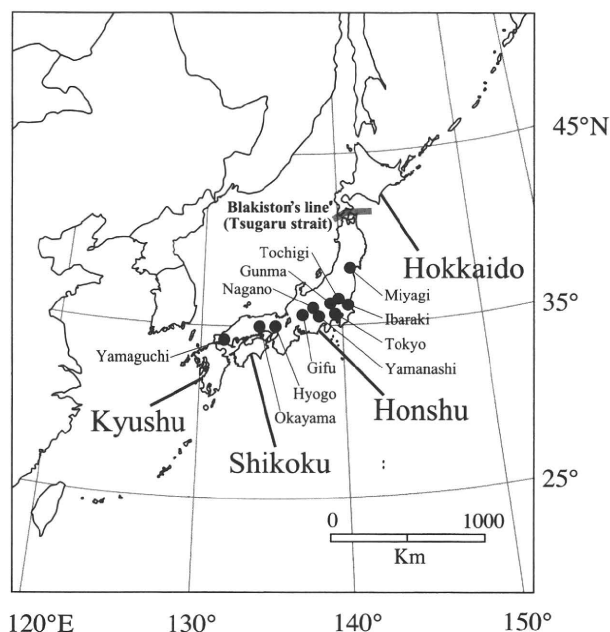 45°N
Blakiston's line
(Tsugaru strait)
Tochigi
Hokkaido
Gunma
Nagano
Miyagi
35°N
Ibaraki
Tokyo
Yamaguchi
Gifu
Yamanashi
Hyogo
Honshu
Kyushu
Okayama
Shikoku
25°
0 1000
Km
120°E 130° 140° 150°